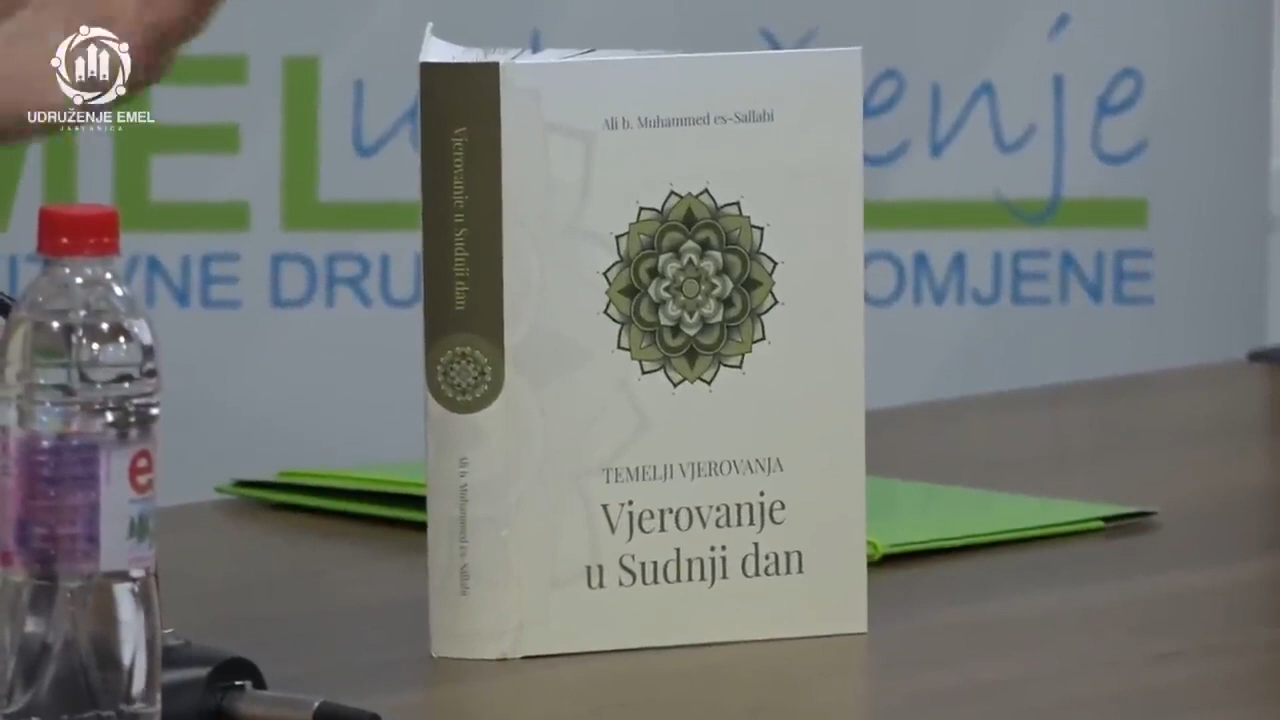 UDRUŽENJE EMEL
JABLANICA
MEL
Ali b. Muhammed es-Sallabi
TEMELJI VJEROVANJA
Vjerovanje
u Sudnji dan
Vjerovanje u Sudnji dan
Ali b. Muhammed es-Sallabi
enje
VNE DRU
OMJENE
e